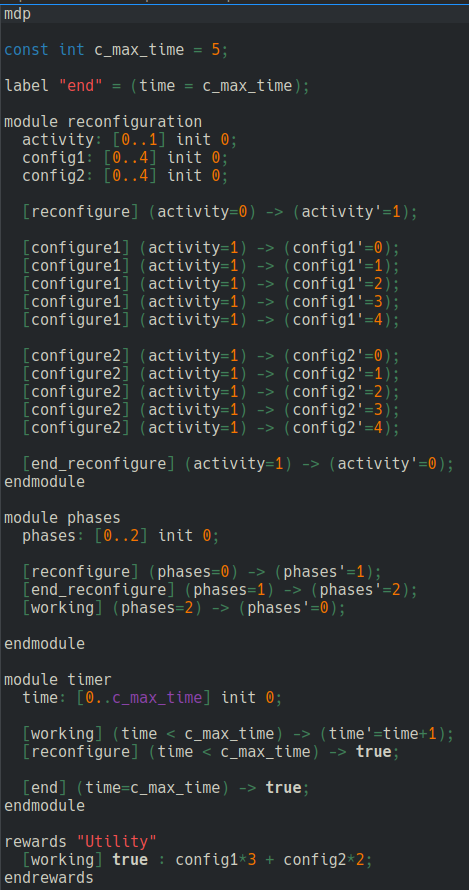 mdp
const int c_max_time = 5;
label "end" = (time = c_max_time);
module reconfiguration
activity: [0..1] init 0;
config1: [0..4] init 0;
config2: [0..4] init 0;
[reconfigure] (activity=0) -> (activity'=1);
[configure1] (activity=1) -> (config1'=0);
[configure1] (activity=1) -> (config1'=1);
[configure1] (activity=1) -> (config1'=2);
[configure1] (activity=1) -> (config1'=3);
[configure1] (activity=1) -> (config1'=4);
[configure2] (activity=1) -> (config2'=0);
[configure2] (activity=1) -> (config2'=1);
[configure2] (activity=1) -> (config2'=2);
[configure2] (activity=1) -> (config2'=3);
[configure2] (activity=1) -> (config2'=4);
[end_reconfigure] (activity=1) -> (activity'=0);
endmodule
module phases
phases: [0..2] init 0;
[reconfigure] (phases=0) -> (phases'=1);
[end_reconfigure] (phases=1) -> (phases'=2);
[working] (phases=2) -> (phases'=0);
endmodule
module timer
time: [0..c_max_time] init 0;
[working] (time < c_max_time) -> (time'=time+1);
[reconfigure] (time < c_max_time) -> true;
[end] (time=c_max_time) -> true;
endmodule
rewards "Utility"
[working] true : config1*3 + config2*2;
endrewards